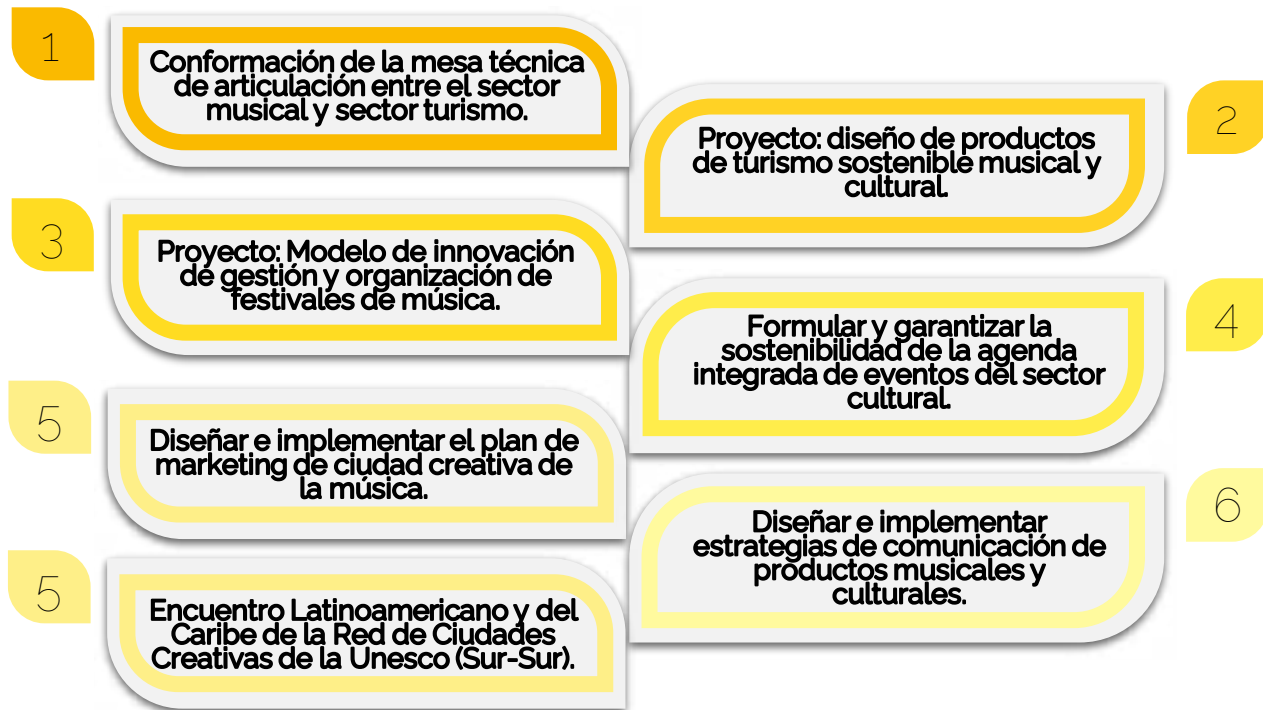 1
Conformación de la mesa técnica
de articulación entre el sector
musical y sector turismo.
2
Proyecto: diseño de productos
de turismo sostenible musical y
cultural.
3
Proyecto: Modelo de innovación
de gestión y organización de
festivales de música.
4
Formular y garantizar la
sostenibilidad de la agenda
integrada de eventos del sector
cultural.
5
Diseñar e implementar el plan de
marketing de ciudad creativa de
la música.
6
Diseñar e implementar
estrategias de comunicación de
productos musicales y
culturales.
5
Encuentro Latinoamericano y del
Caribe de la Red de Ciudades
Creativas de la Unesco (Sur-Sur).